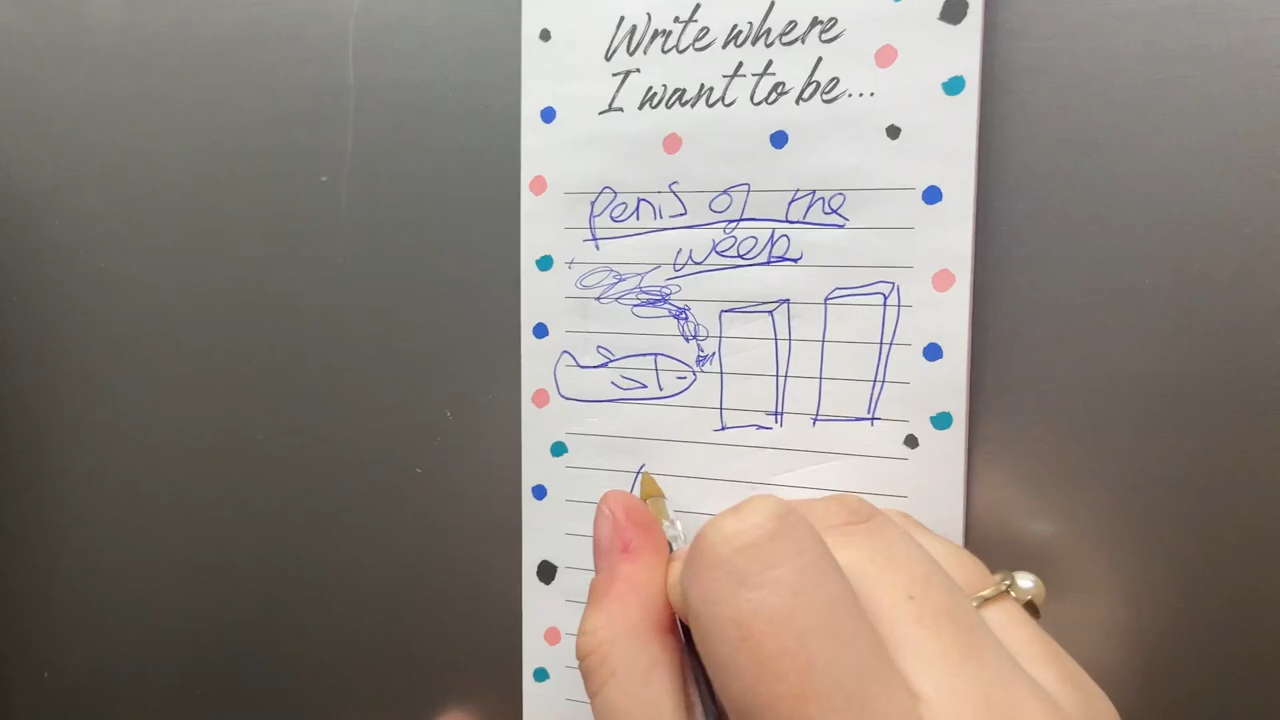 Write where
I want to be...
Penis of the
week